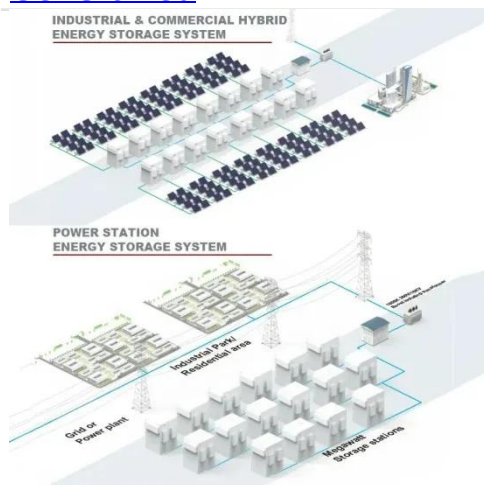 INDUSTRIAL & COMMERCIAL HYBRID
ENERGY STORAGE SYSTEM
POWER STATION
ENERGY STORAGE SYSTEM
Industrial Park/
Residential area
Grid or
Power plant
Megawatt
Storage stations